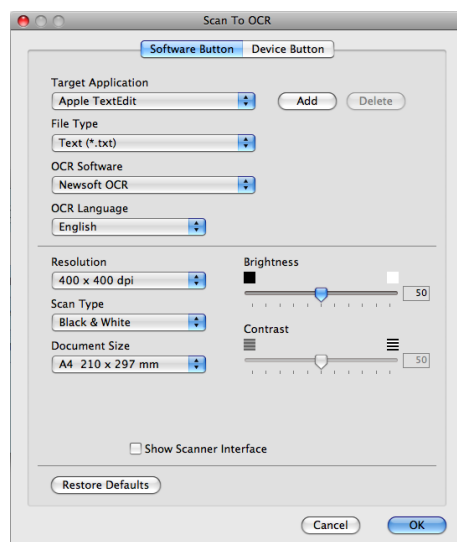 Scan To OCR
Software Button Device Button
Target Application
Apple TextEdit Add Delete
File Type
Text (*.txt)
OCR Software
Newsoft OCR
OCR Language
English
Resolution Brightness
400 x 400 dpi 50
Scan Type
Black & White Contrast
Document Size
A4 210 x 297 mm 50
Show Scanner Interface
Restore Defaults
Cancel OK